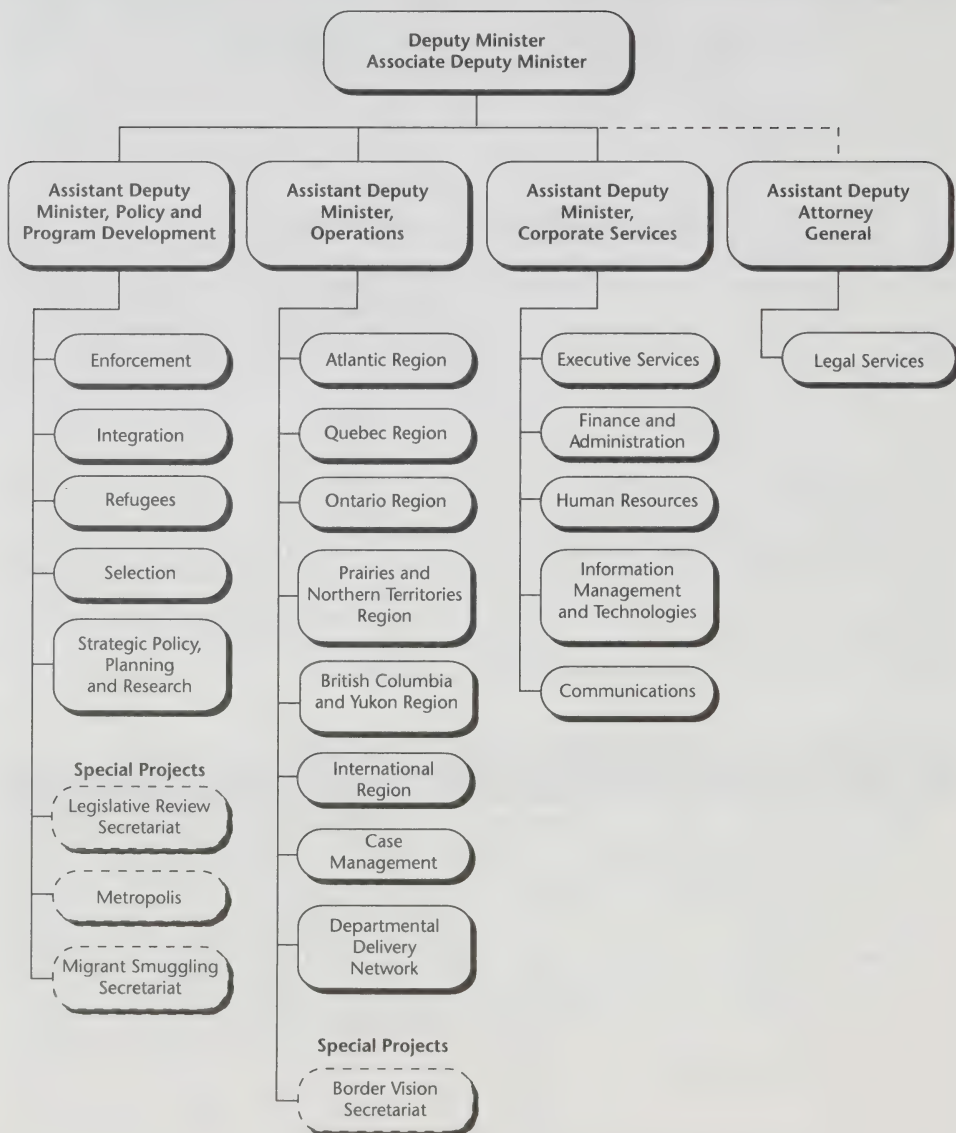 Deputy Minister
Associate Deputy Minister
Assistant Deputy
Minister, Policy and
Program Development
Enforcement
Integration
Refugees
Selection
Strategic Policy,
Planning
and Research
Special Projects
Legislative Review
Secretariat
Metropolis
Migrant Smuggling
Secretariat
Assistant Deputy
Minister,
Operations
Atlantic Region
Quebec Region
Ontario Region
Prairies and
Northern Territories
Region
British Columbia
and Yukon Region
International
Region
Case
Management
Departmental
Delivery
Network
Special Projects
Border Vision
Secretariat
Assistant Deputy
Minister,
Corporate Services
Executive Services
Finance and
Administration
Human Resources
Information
Management
and Technologies
Communications
Assistant Deputy
Attorney
General
Legal Services